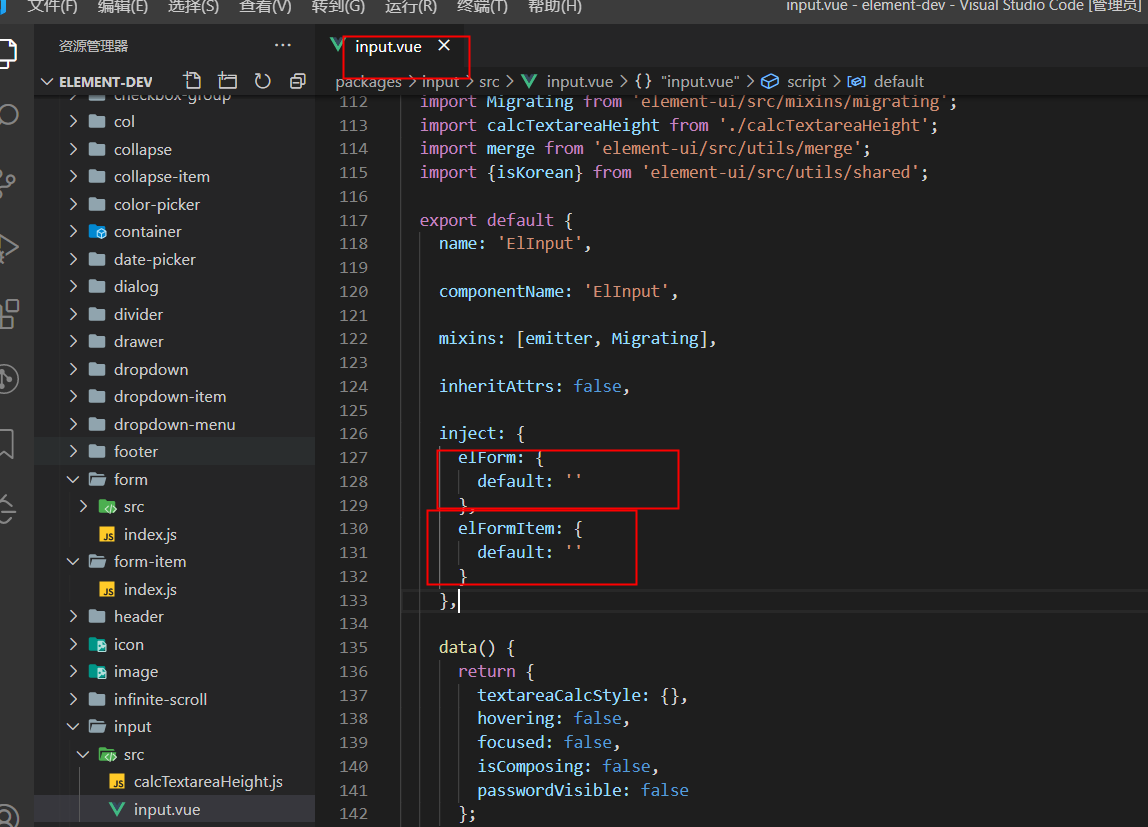 文件(F) 编辑(E) 选择(S) 查看(V) 转到(G) 运行(R) 终端(T) 帮助(H) input.vue - element-dev - Visual Studio Code [管理员]
资源管理器 ···
ELEMENT-DEV
checkbox-group
col
collapse
collapse-item
color-picker
container
date-picker
dialog
divider
drawer
dropdown
dropdown-item
dropdown-menu
footer
form
src
JS index.js
form-item
JS index.js
header
icon
image
infinite-scroll
input
src
JS calcTextareaHeight.js
input.vue
input.vue ×
packages > input > src > input.vue > {} "input.vue" > script > default
112 import Migrating from 'element-ui/src/mixins/migrating';
113 import calcTextareaHeight from './calcTextareaHeight';
114 import merge from 'element-ui/src/utils/merge';
115 import {isKorean} from 'element-ui/src/utils/shared';
116
117 export default {
118 name: 'ElInput',
119
120 componentName: 'ElInput',
121
122 mixins: [emitter, Migrating],
123
124 inheritAttrs: false,
125
126 inject: {
127 elForm: {
128 default: ''
129 },
130 elFormItem: {
131 default: ''
132 }
133 },
134
135 data() {
136 return {
137 textareaCalcStyle: {},
138 hovering: false,
139 focused: false,
140 isComposing: false,
141 passwordVisible: false
142 };